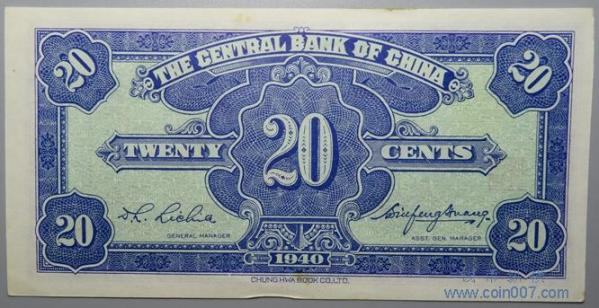 20 20
THE CENTRAL BANK OF CHINA
TWENTY 20 CENTS
GENERAL MANAGER
ASST. GEN. MANAGER
20 1940 20
CHUNG HWA BOOK CO., LTD.
www.coin007.com